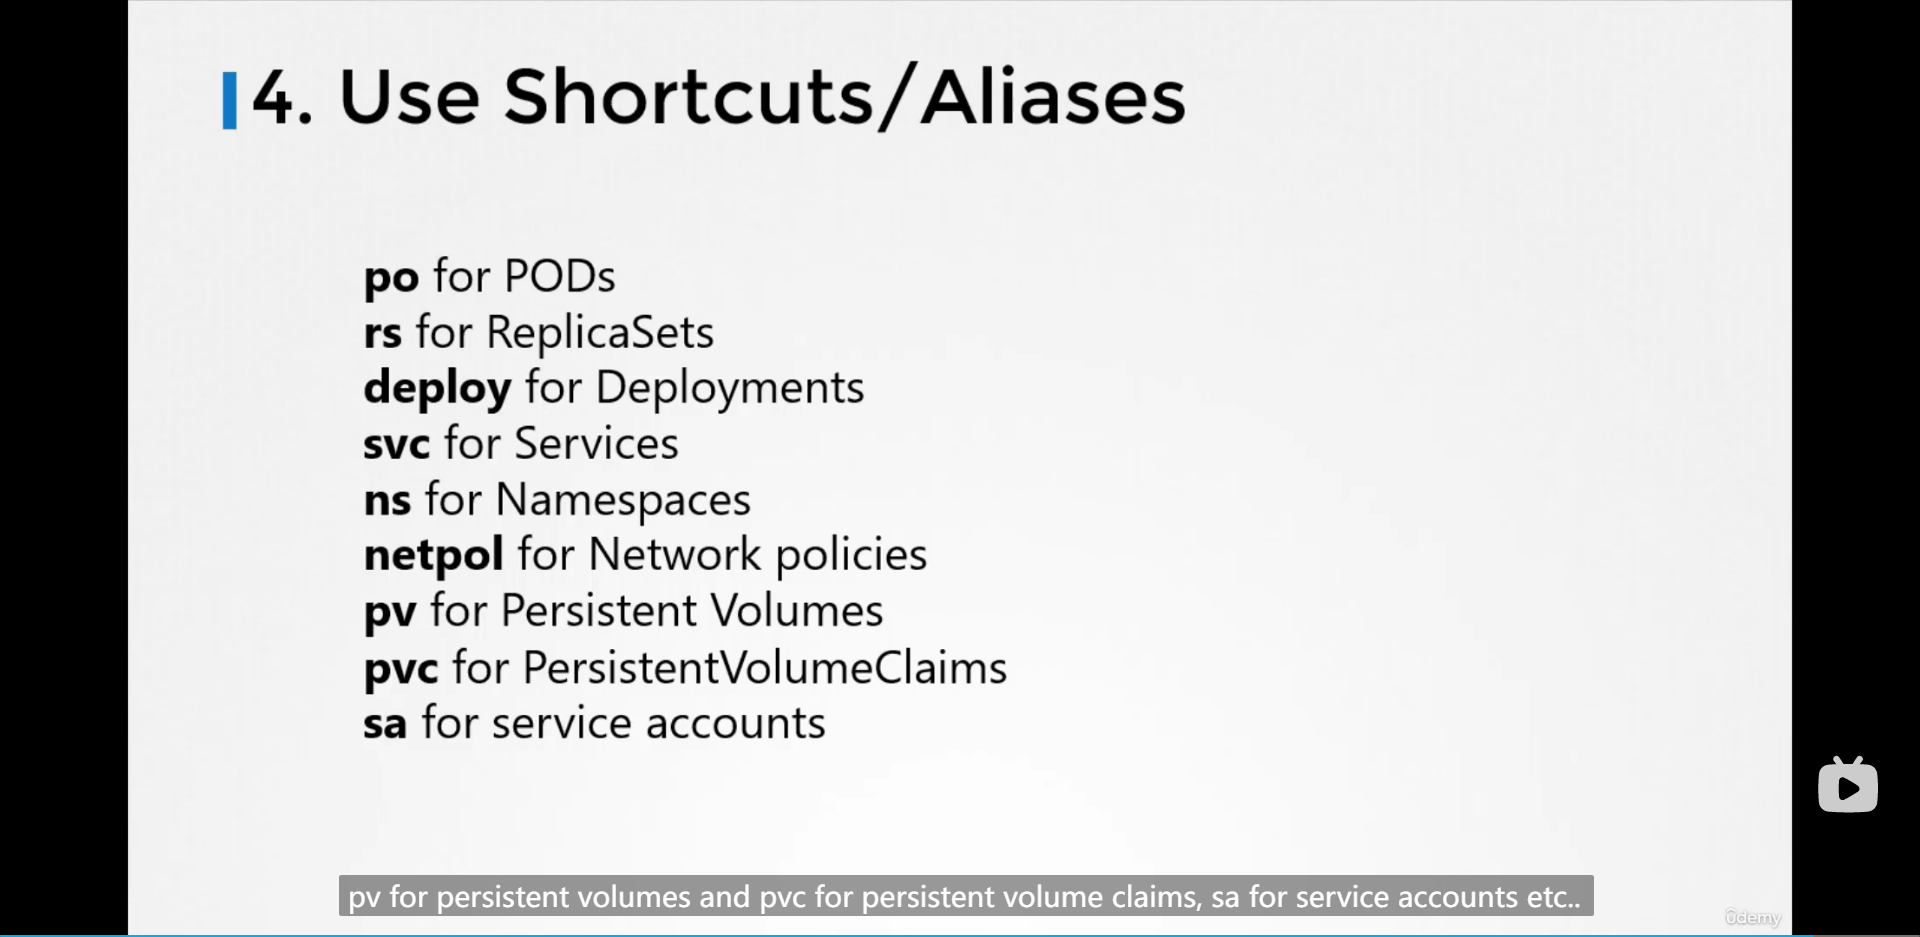 4. Use Shortcuts/Aliases
po for PODs
rs for ReplicaSets
deploy for Deployments
svc for Services
ns for Namespaces
netpol for Network policies
pv for Persistent Volumes
pvc for PersistentVolumeClaims
sa for service accounts
pv for persistent volumes and pvc for persistent volume claims, sa for service accounts etc..
ûdemy